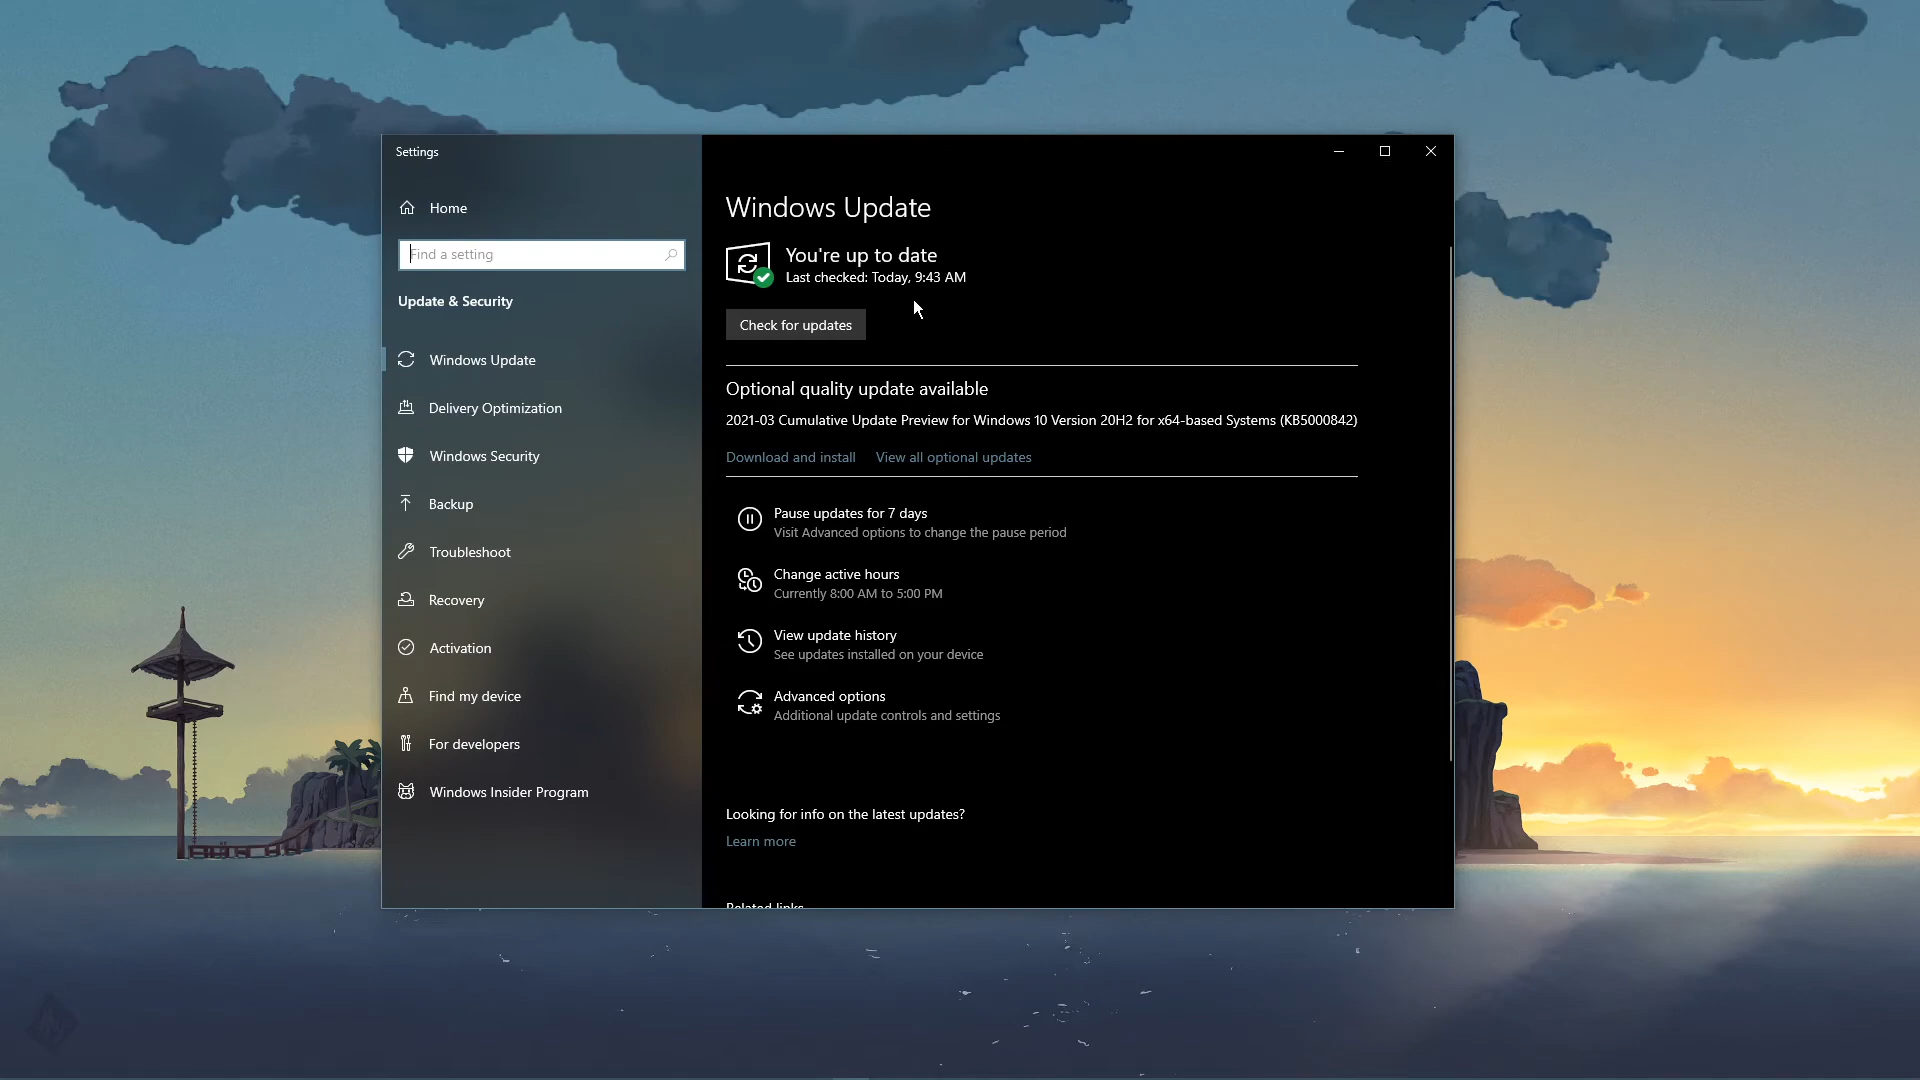 Settings
Home
Find a setting
Update & Security
Windows Update
Delivery Optimization
Windows Security
Backup
Troubleshoot
Recovery
Activation
Find my device
For developers
Windows Insider Program
Windows Update
You're up to date
Last checked: Today, 9:43 AM
Check for updates
Optional quality update available
2021-03 Cumulative Update Preview for Windows 10 Version 20H2 for x64-based Systems (KB5000842)
Download and install View all optional updates
Pause updates for 7 days
Visit Advanced options to change the pause period
Change active hours
Currently 8:00 AM to 5:00 PM
View update history
See updates installed on your device
Advanced options
Additional update controls and settings
Looking for info on the latest updates?
Learn more
Related links